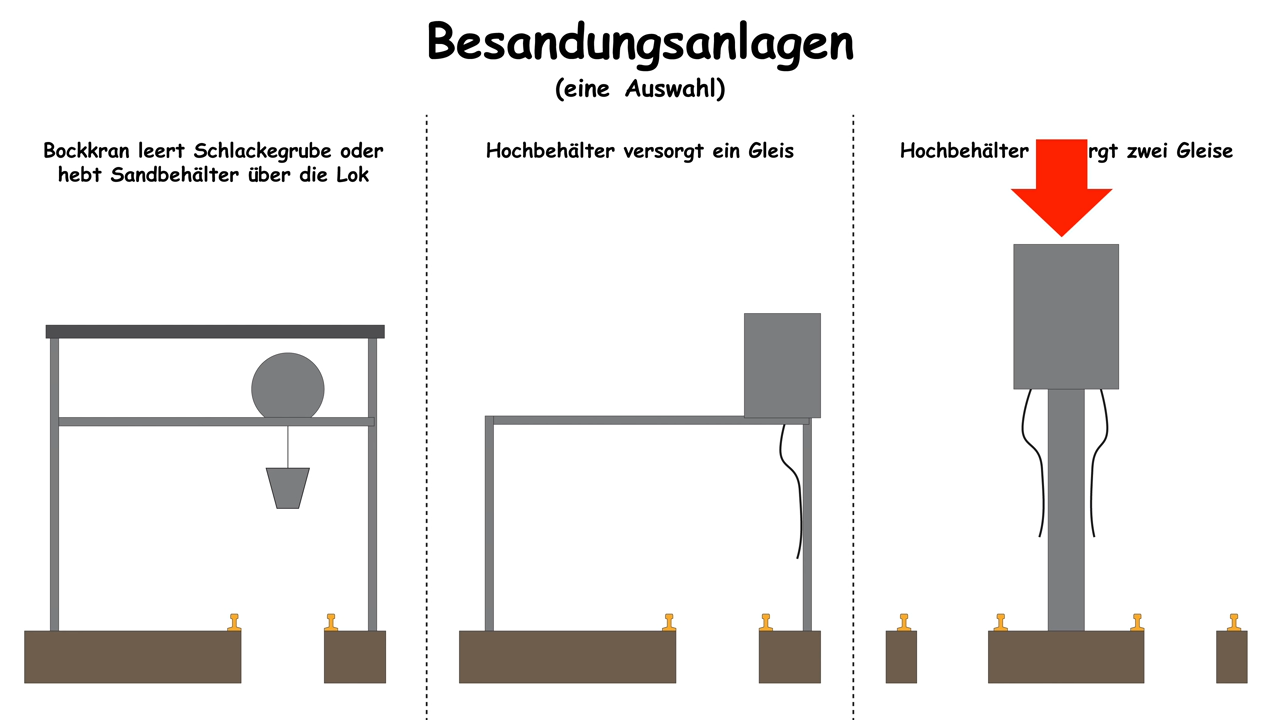 Besandungsanlagen
(eine Auswahl)
Bockkran leert Schlackegrube oder
hebt Sandbehälter über die Lok
Hochbehälter versorgt ein Gleis
Hochbehälter zwei Gleise